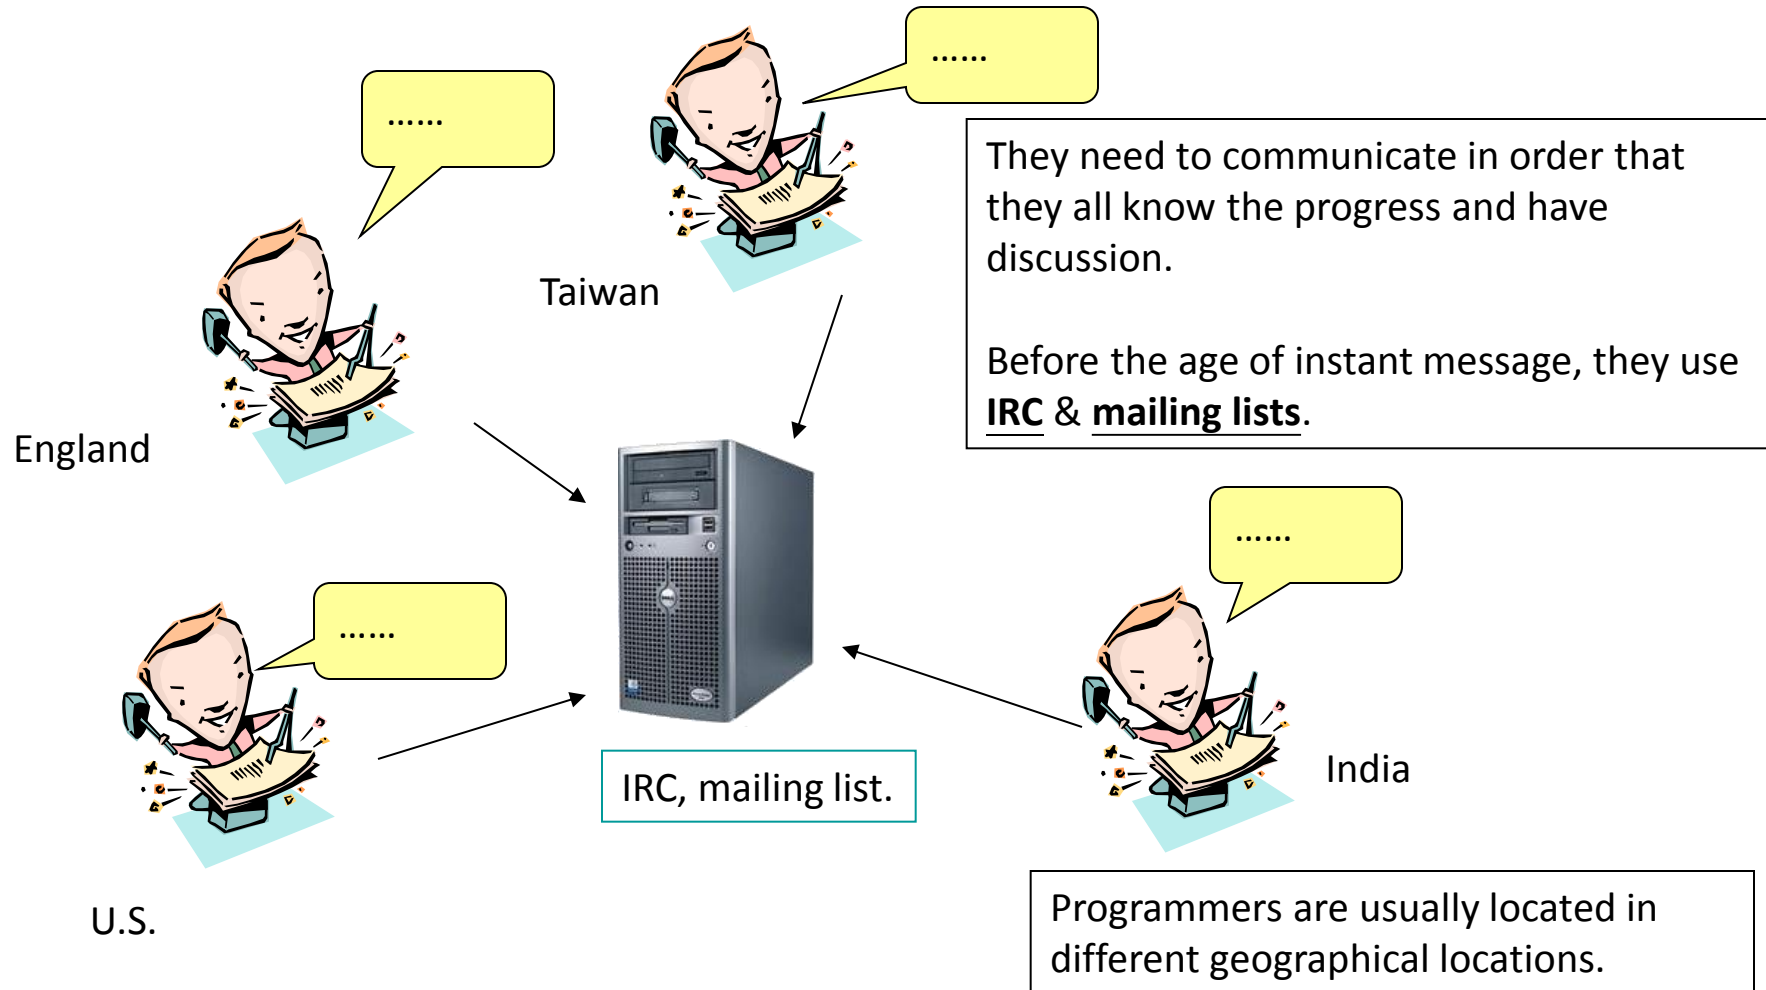 ……
……
They need to communicate in order that
they all know the progress and have
discussion.
Before the age of instant message, they use
IRC & mailing lists.
Taiwan
England
……
……
IRC, mailing list.
India
U.S.
Programmers are usually located in
different geographical locations.